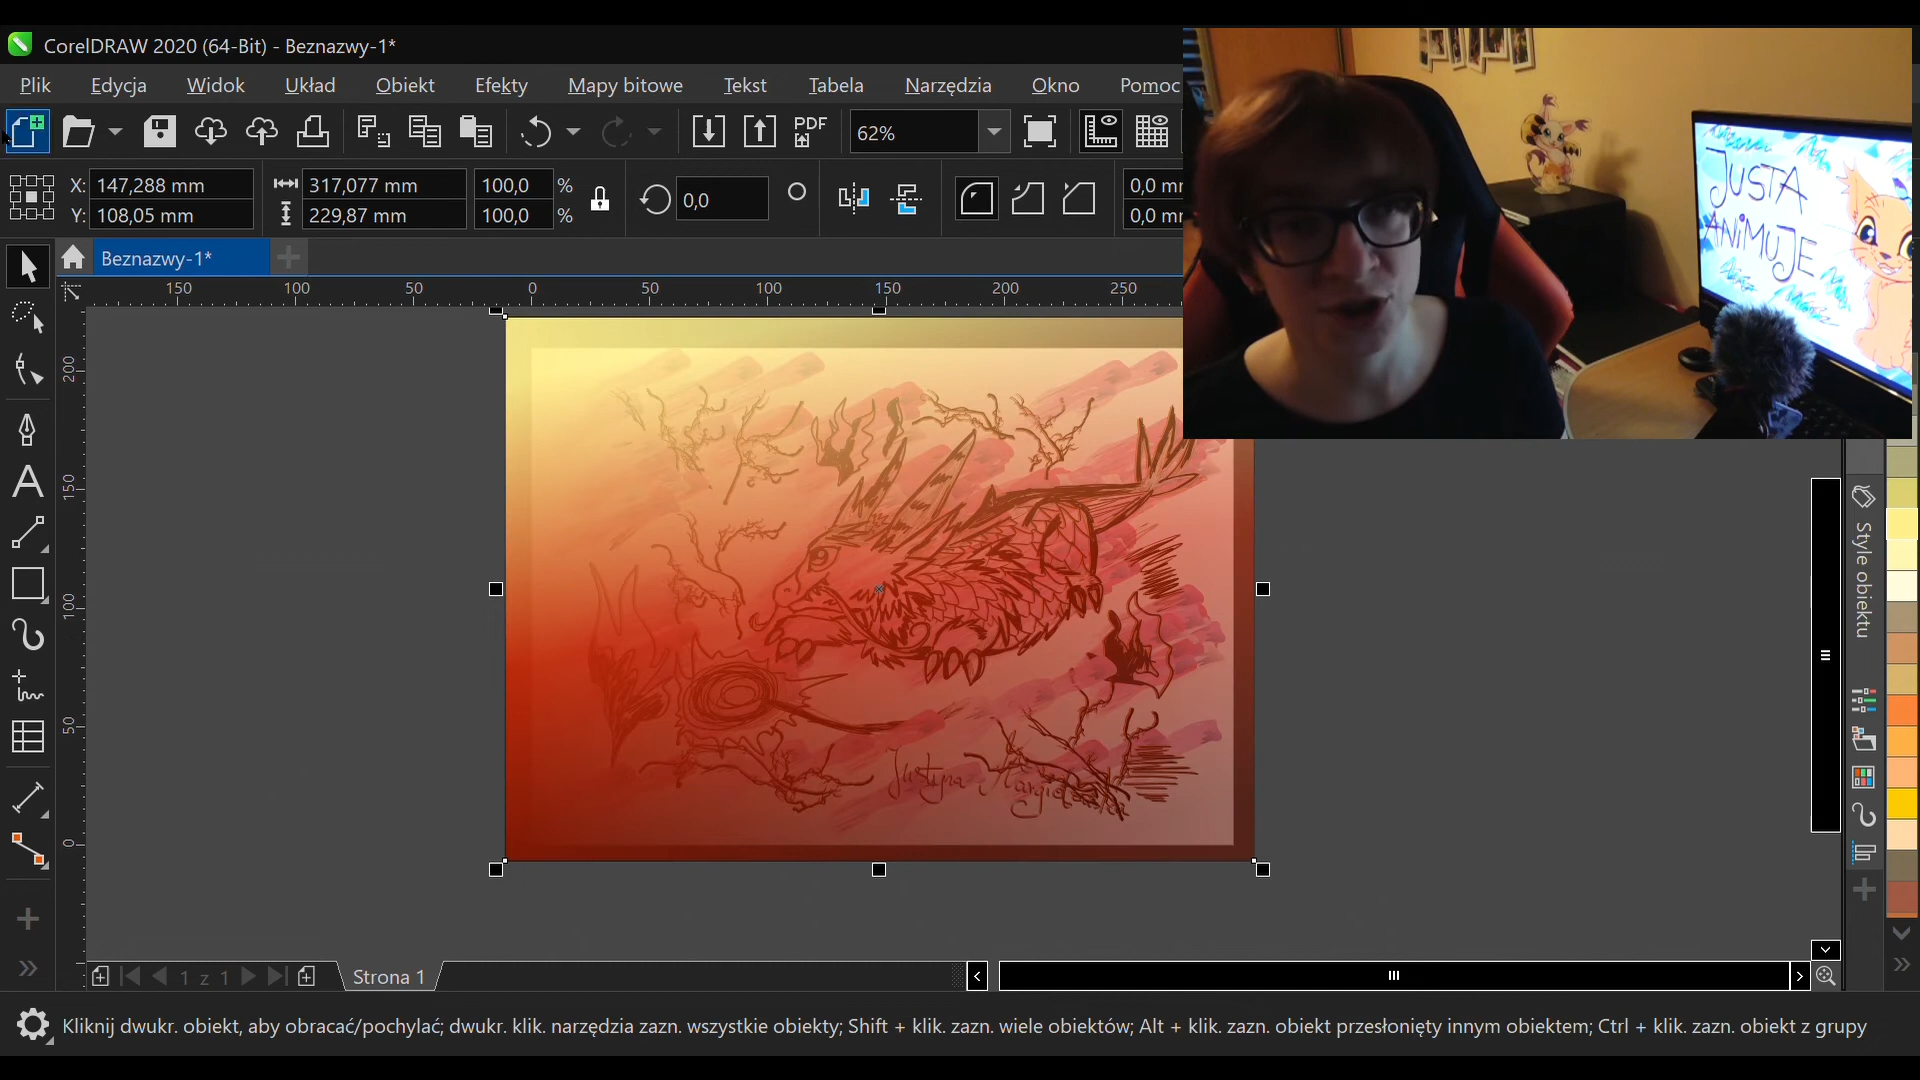 CorelDRAW 2020 (64-Bit) - Beznazwy-1*
Plik Edycja Widok Układ Obiekt Efekty Mapy bitowe Tekst Tabela Narzędzia Okno Pomoc
PDF 62%
X: 147,288 mm 317,077 mm 100,0 % 0,0 0,0 mm
Y: 108,05 mm 229,87 mm 100,0 % 0,0 mm
Beznazwy-1*
150 100 50 0 50 100 150 200 250
200
150
100
50
0
JUSTA
ANiMUJE
Justyna
Style obiektu
1 z 1 Strona 1
Kliknij dwukr. obiekt, aby obracać/pochylać; dwukr. klik. narzędzia zazn. wszystkie obiekty; Shift + klik. zazn. wiele obiektów; Alt + klik. zazn. obiekt przesłonięty innym obiektem; Ctrl + klik. zazn. obiekt z grupy